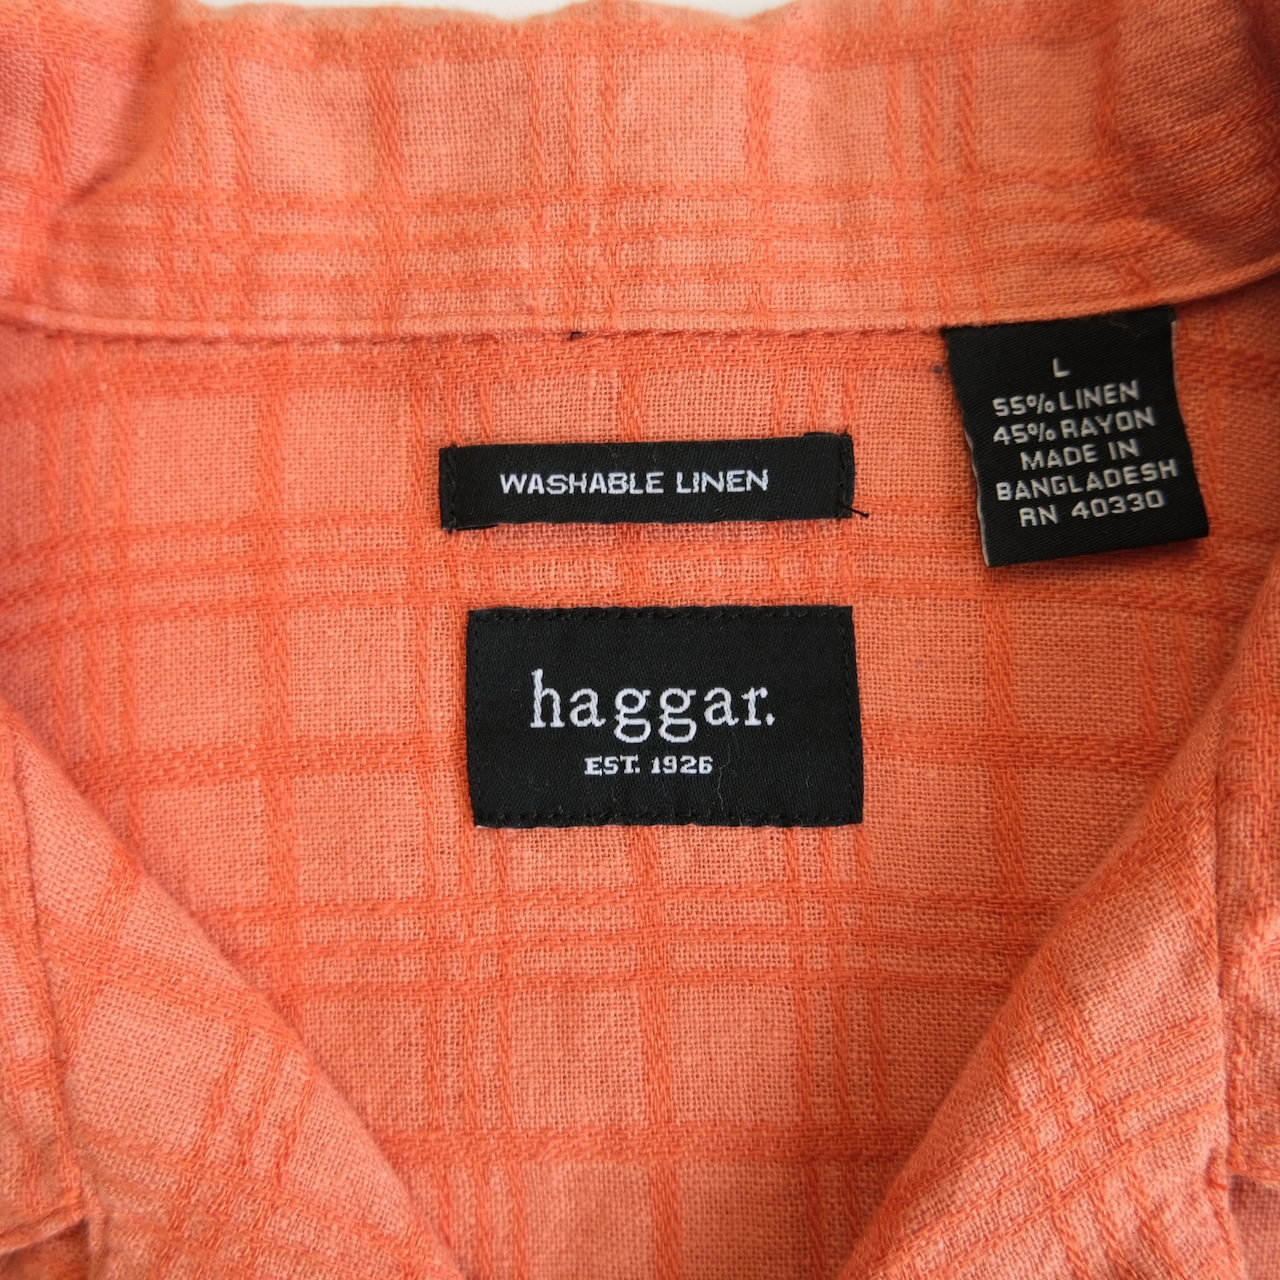 L
55% LINEN
45% RAYON
MADE IN
BANGLADESH
RN 40330
WASHABLE LINEN
haggar.
EST. 1926